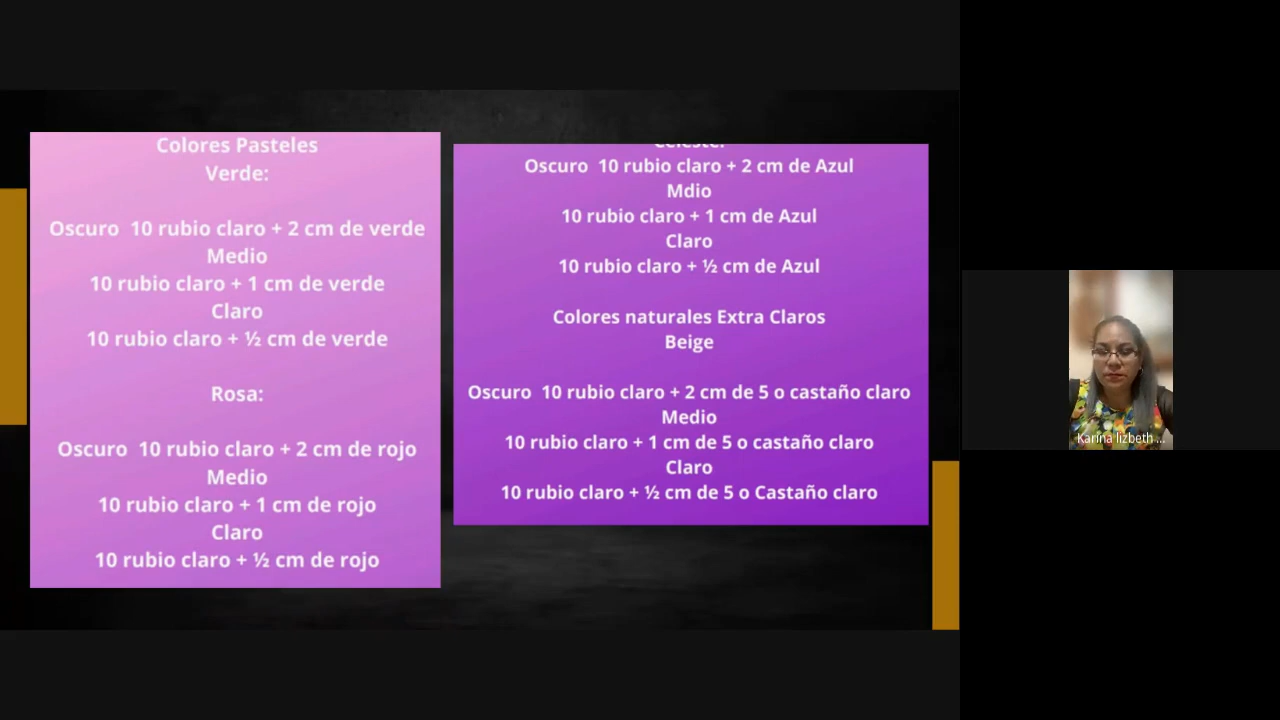 Colores Pasteles
Verde:
Oscuro 10 rubio claro + 2 cm de verde
Medio
10 rubio claro + 1 cm de verde
Claro
10 rubio claro + ½ cm de verde
Rosa:
Oscuro 10 rubio claro + 2 cm de rojo
Medio
10 rubio claro + 1 cm de rojo
Claro
10 rubio claro + ½ cm de rojo
Celeste:
Oscuro 10 rubio claro + 2 cm de Azul
Mdio
10 rubio claro + 1 cm de Azul
Claro
10 rubio claro + ½ cm de Azul
Colores naturales Extra Claros
Beige
Oscuro 10 rubio claro + 2 cm de 5 o castaño claro
Medio
10 rubio claro + 1 cm de 5 o castaño claro
Claro
10 rubio claro + ½ cm de 5 o Castaño claro
Karina lizbeth ...